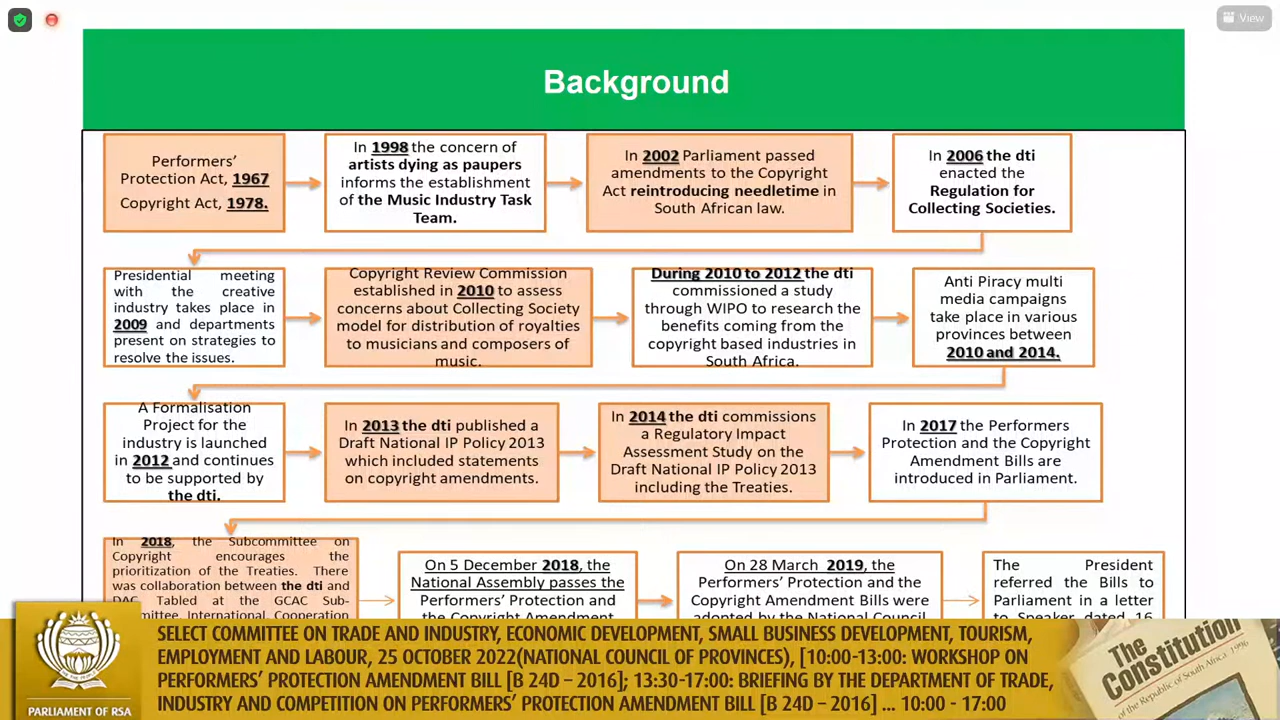 View
Background
Performers'
Protection Act, 1967
Copyright Act, 1978.
In 1998 the concern of
artists dying as paupers
informs the establishment
of the Music Industry Task
Team.
In 2002 Parliament passed
amendments to the Copyright
Act reintroducing needletime in
South African law.
In 2006 the dti
enacted the
Regulation for
Collecting Societies.
Presidential meeting
with the creative
industry takes place in
2009 and departments
present on strategies to
resolve the issues.
Copyright Review Commission
established in 2010 to assess
concerns about Collecting Society
model for distribution of royalties
to musicians and composers of
music.
During 2010 to 2012 the dti
commissioned a study
through WIPO to research the
benefits coming from the
copyright based industries in
South Africa.
Anti Piracy multi
media campaigns
take place in various
provinces between
2010 and 2014.
A Formalisation
Project for the
industry is launched
in 2012 and continues
to be supported by
the dti.
In 2013 the dti published a
Draft National IP Policy 2013
which included statements
on copyright amendments.
In 2014 the dti commissions
a Regulatory Impact
Assessment Study on the
Draft National IP Policy 2013
including the Treaties.
In 2017 the Performers
Protection and the Copyright
Amendment Bills are
introduced in Parliament.
In 2018, the Subcommittee on
Copyright encourages the
prioritization of the Treaties. There
was collaboration between the dti and
DAC Tabled at the GCAC Sub-
International Cooperation
On 5 December 2018, the
National Assembly passes the
Performers' Protection and
the Copyright Amendment
On 28 March 2019, the
Performers' Protection and the
Copyright Amendment Bills were
adopted by the National Council
The President
referred the Bills to
Parliament in a letter
to Speaker dated 16
SELECT COMMITTEE ON TRADE AND INDUSTRY, ECONOMIC DEVELOPMENT, SMALL BUSINESS DEVELOPMENT, TOURISM,
EMPLOYMENT AND LABOUR, 25 OCTOBER 2022(NATIONAL COUNCIL OF PROVINCES), [10:00-13:00: WORKSHOP ON
PERFORMERS' PROTECTION AMENDMENT BILL [B 24D – 2016]; 13:30-17:00: BRIEFING BY THE DEPARTMENT OF TRADE,
INDUSTRY AND COMPETITION ON PERFORMERS' PROTECTION AMENDMENT BILL [B 24D – 2016] ... 10:00 - 17:00
PARLIAMENT OF RSA
The
Constitution
of the Republic of South Africa, 1996